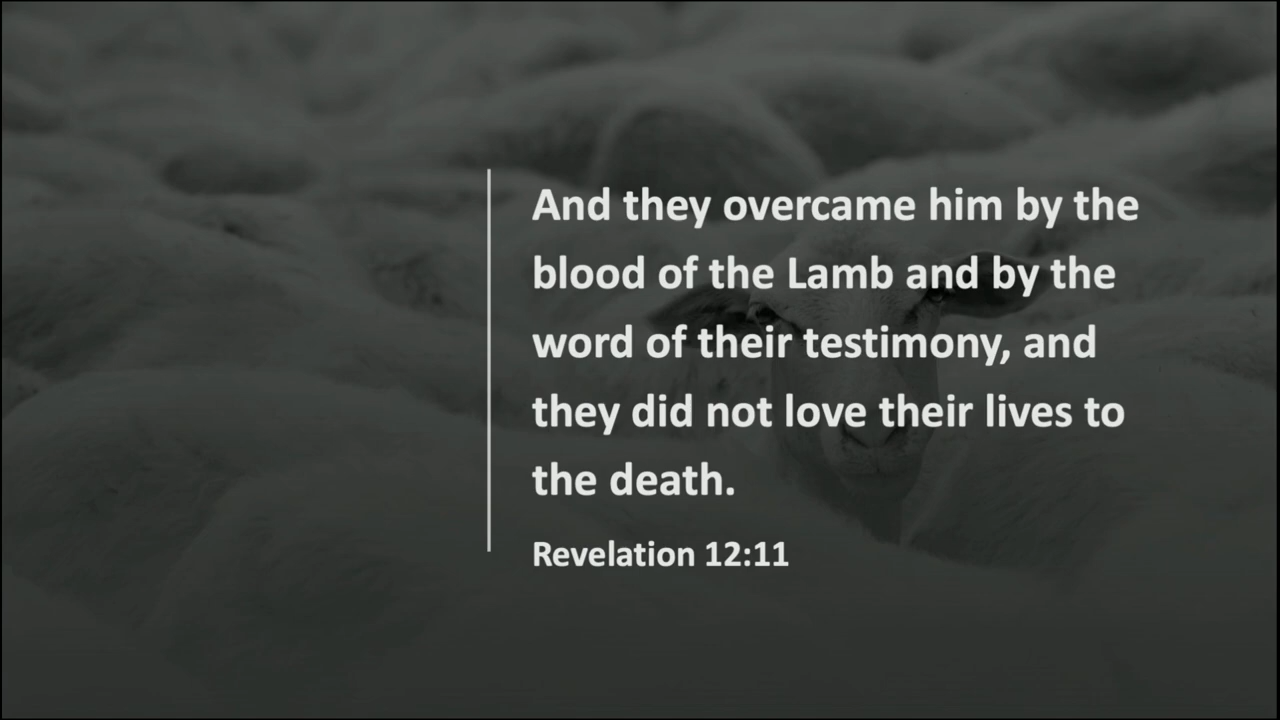 And they overcame him by the
blood of the Lamb and by the
word of their testimony, and
they did not love their lives to
the death.
Revelation 12:11